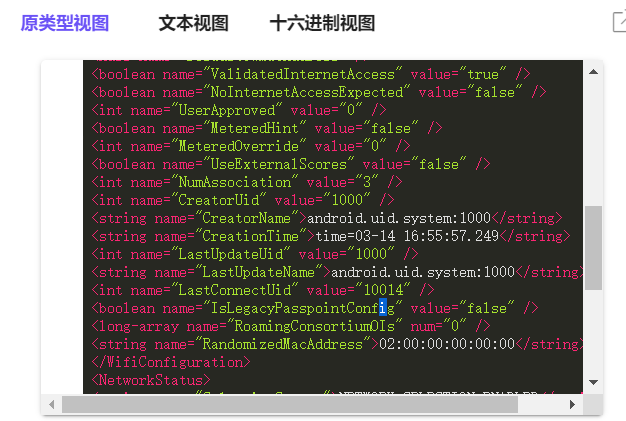 原类型视图 文本视图 十六进制视图
<boolean name="ValidatedInternetAccess" value="true" />
<boolean name="NoInternetAccessExpected" value="false" />
<int name="UserApproved" value="0" />
<boolean name="MeteredHint" value="false" />
<int name="MeteredOverride" value="0" />
<boolean name="UseExternalScores" value="false" />
<int name="NumAssociation" value="3" />
<int name="CreatorUid" value="1000" />
<string name="CreatorName">android.uid.system:1000</string>
<string name="CreationTime">time=03-14 16:55:57.249</string>
<int name="LastUpdateUid" value="1000" />
<string name="LastUpdateName">android.uid.system:1000</string>
<int name="LastConnectUid" value="10014" />
<boolean name="IsLegacyPasspointConfig" value="false" />
<long-array name="RoamingConsortiumOIs" num="0" />
<string name="RandomizedMacAddress">02:00:00:00:00:00</string>
</WifiConfiguration>
<NetworkStatus>